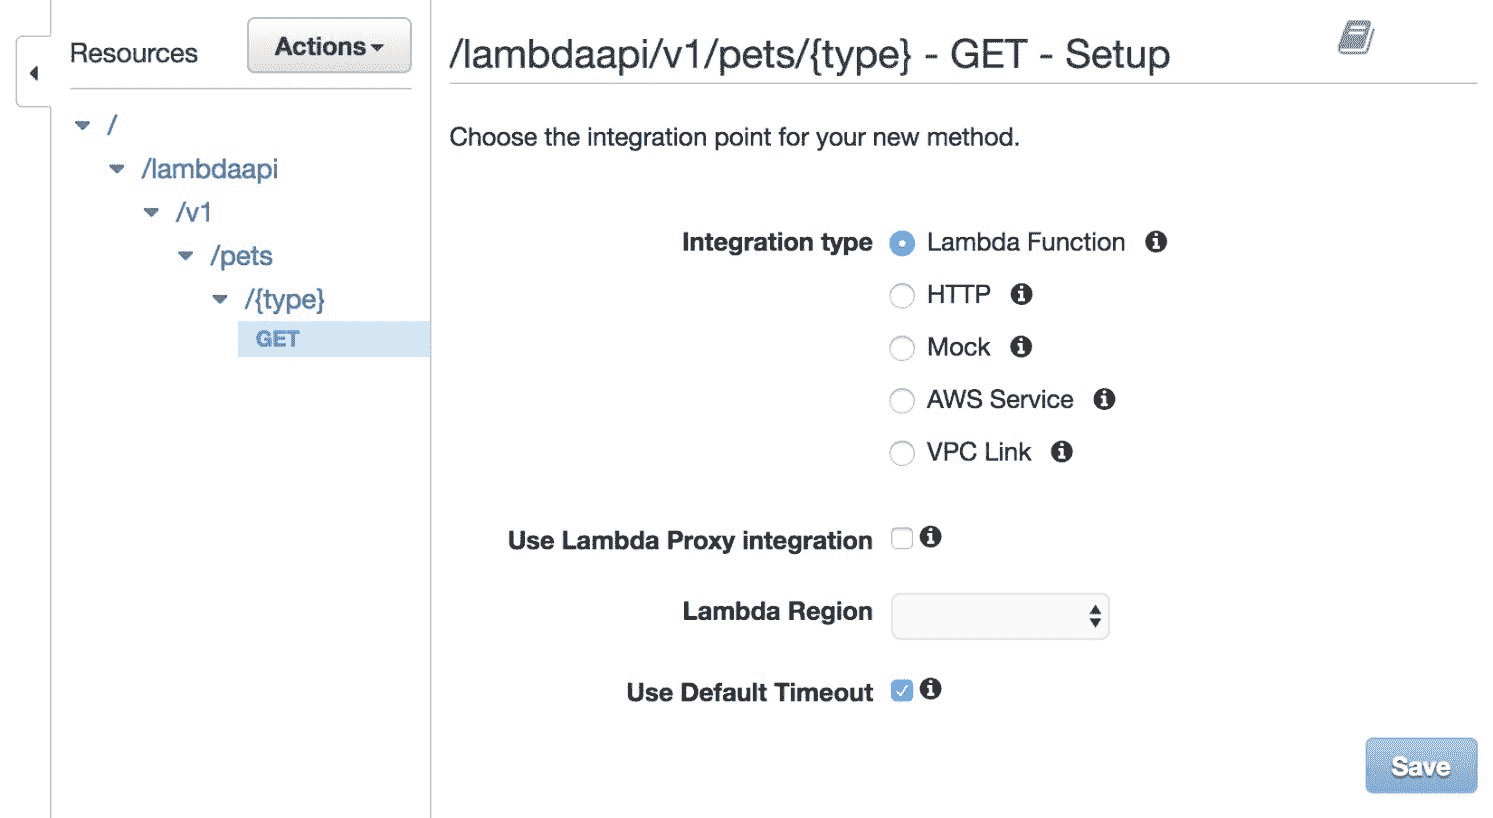 Resources
Actions
/
/lambdaapi
/v1
/pets
/{type}
GET
/lambdaapi/v1/pets/{type} - GET - Setup
Choose the integration point for your new method.
Integration type Lambda Function
HTTP
Mock
AWS Service
VPC Link
Use Lambda Proxy integration
Lambda Region
Use Default Timeout
Save